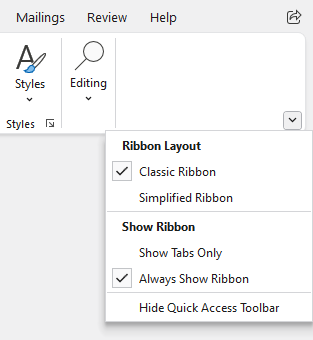 Mailings Review Help
Styles Editing
Styles
Ribbon Layout
Classic Ribbon
Simplified Ribbon
Show Ribbon
Show Tabs Only
Always Show Ribbon
Hide Quick Access Toolbar